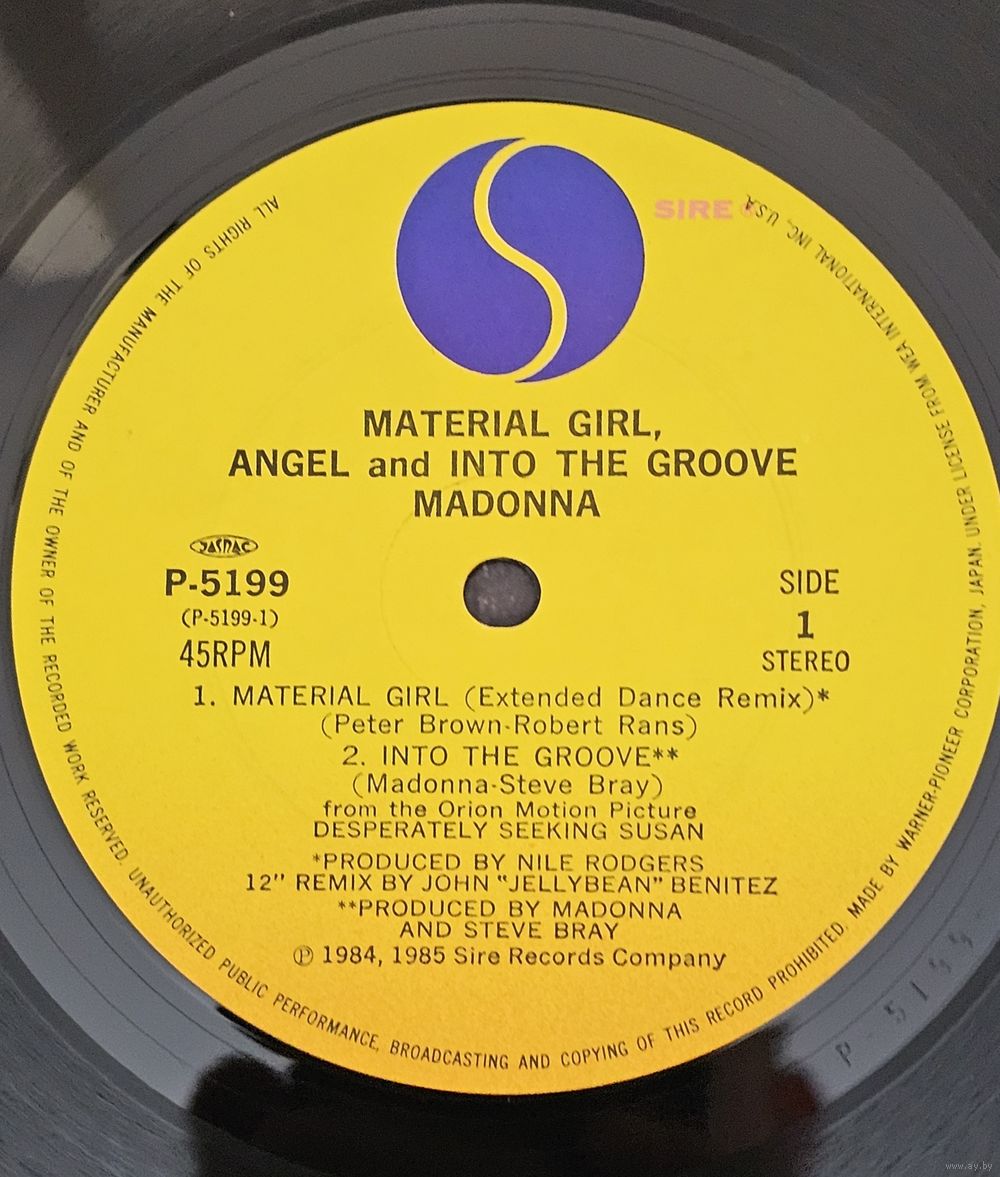 SIRE
MATERIAL GIRL,
ANGEL and INTO THE GROOVE
MADONNA
JASRAC
P-5199
(P-5199-1)
45RPM
SIDE
1
STEREO
1. MATERIAL GIRL (Extended Dance Remix)*
(Peter Brown-Robert Rans)
2. INTO THE GROOVE**
(Madonna-Steve Bray)
from the Orion Motion Picture
DESPERATELY SEEKING SUSAN
*PRODUCED BY NILE RODGERS
12" REMIX BY JOHN "JELLYBEAN" BENITEZ
**PRODUCED BY MADONNA
AND STEVE BRAY
℗ 1984, 1985 Sire Records Company
ALL RIGHTS OF THE MANUFACTURER AND OF THE OWNER OF THE RECORDED WORK RESERVED. UNAUTHORIZED PUBLIC PERFORMANCE, BROADCASTING AND COPYING OF THIS RECORD PROHIBITED. MADE BY WARNER-PIONEER CORPORATION, JAPAN. UNDER LICENSE FROM WEA INTERNATIONAL INC., U.S.A.
P 5199
www.ay.by